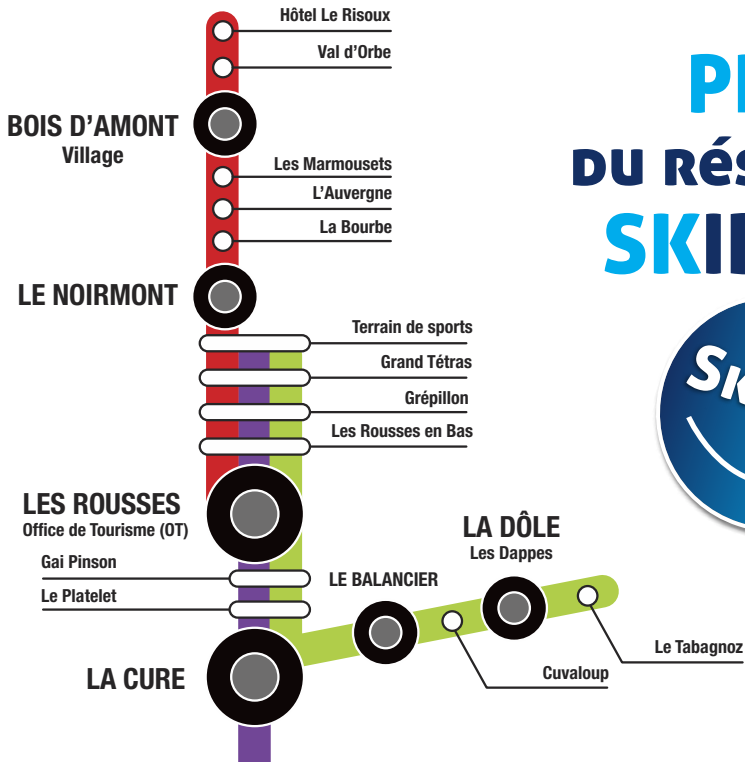 Hôtel Le Risoux
Val d’Orbe
BOIS D’AMONT
Village
Les Marmousets
L’Auvergne
La Bourbe
LE NOIRMONT
Terrain de sports
Grand Tétras
Grépillon
Les Rousses en Bas
LES ROUSSES
Office de Tourisme (OT)
Gai Pinson
Le Platelet
LA CURE
LE BALANCIER
LA DÔLE
Les Dappes
Cuvaloup
Le Tabagnoz
DU